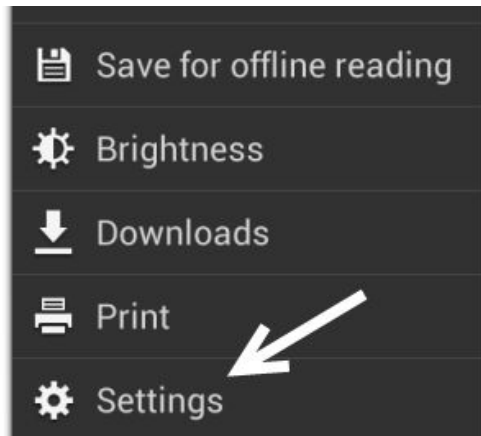 Save for offline reading
Brightness
Downloads
Print
Settings